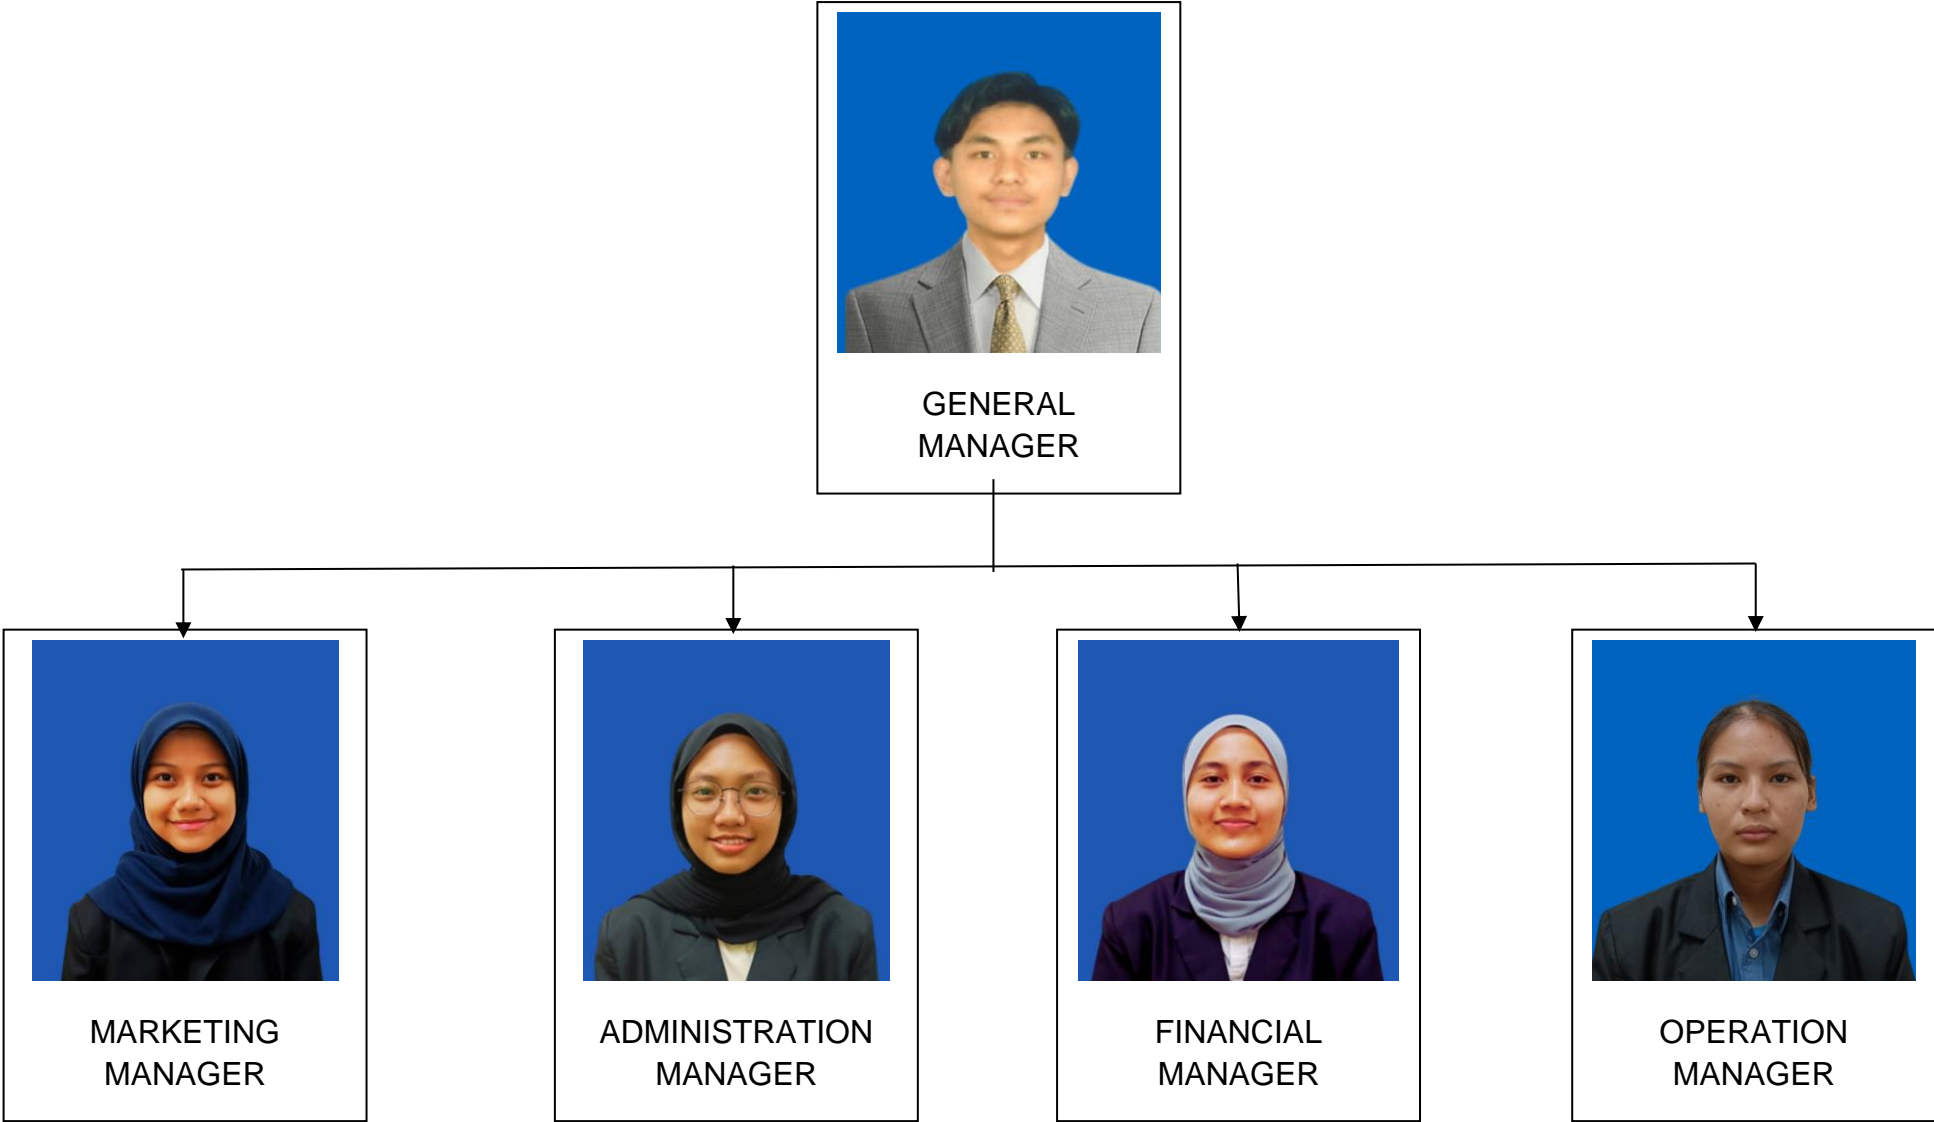 GENERAL
MANAGER
MARKETING
MANAGER
ADMINISTRATION
MANAGER
FINANCIAL
MANAGER
OPERATION
MANAGER